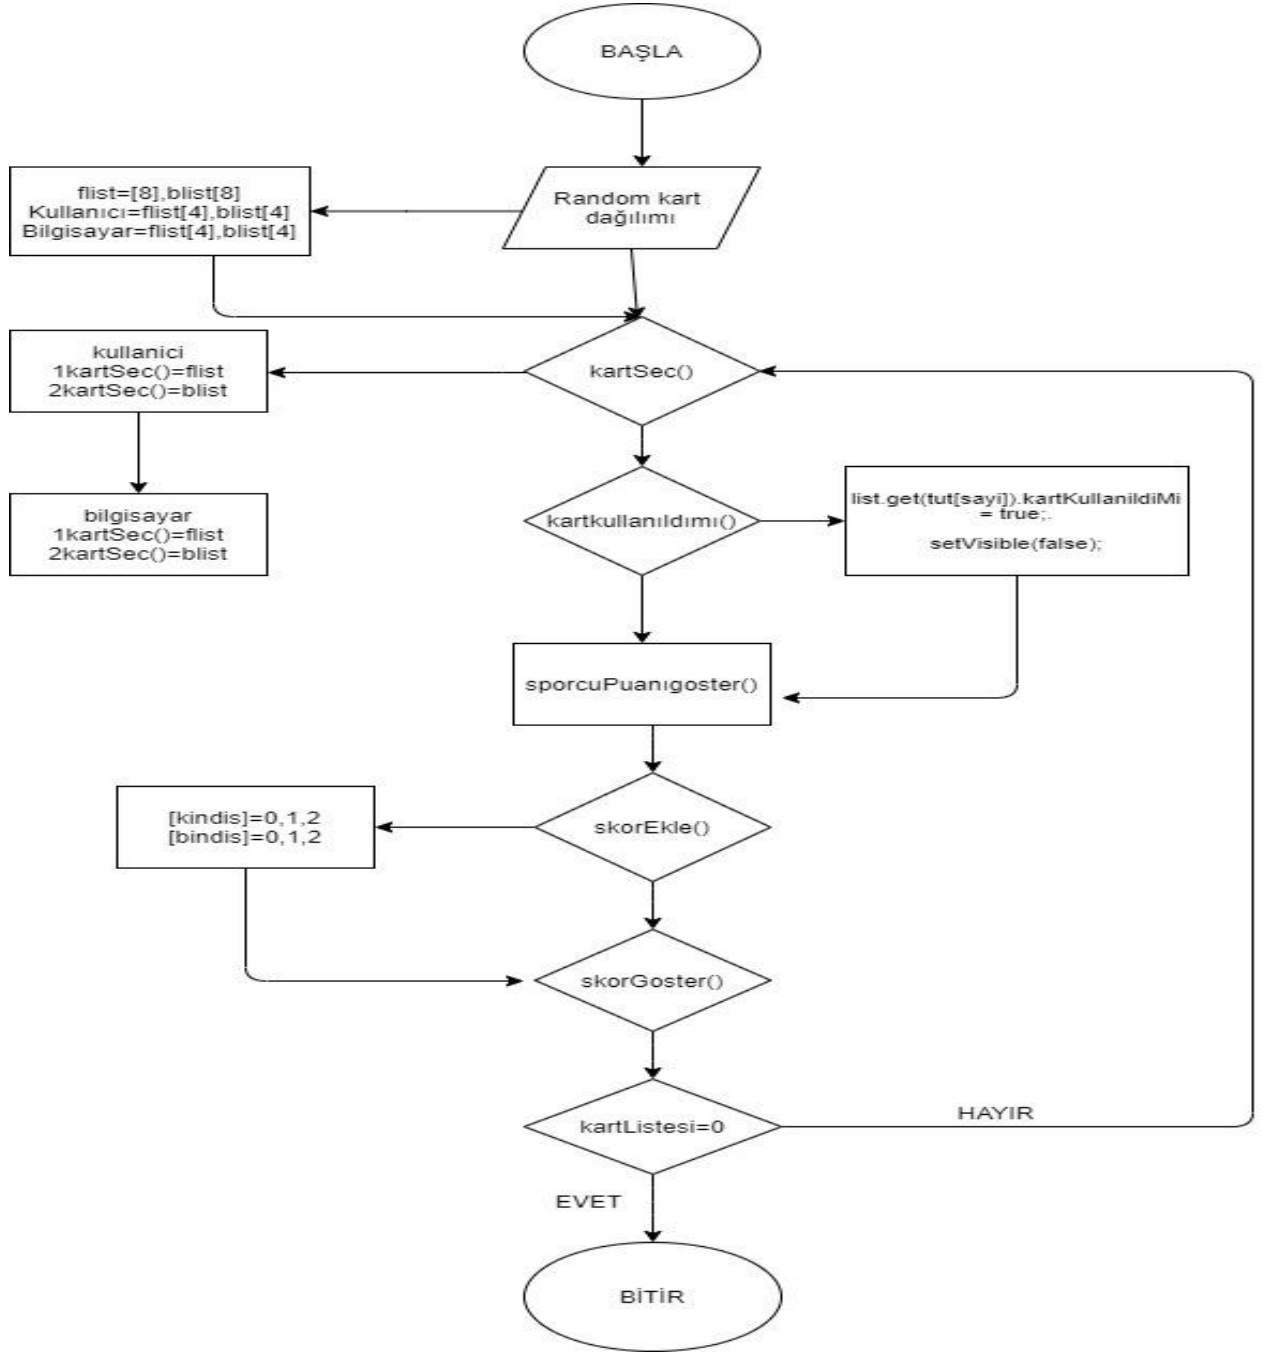 BAŞLA
Random kart
dağılımı
flist=[8],blist[8]
Kullanıcı=flist[4],blist[4]
Bilgisayar=flist[4],blist[4]
kartSec()
kullanici
1kartSec()=flist
2kartSec()=blist
bilgisayar
1kartSec()=flist
2kartSec()=blist
kartkullanıldımı()
list.get(tut[sayi]).kartKullanildiMi
= true;.
setVisible(false);
sporcuPuanıgoster()
skorEkle()
[kindis]=0,1,2
[bindis]=0,1,2
skorGoster()
kartListesi=0
HAYIR
EVET
BİTİR